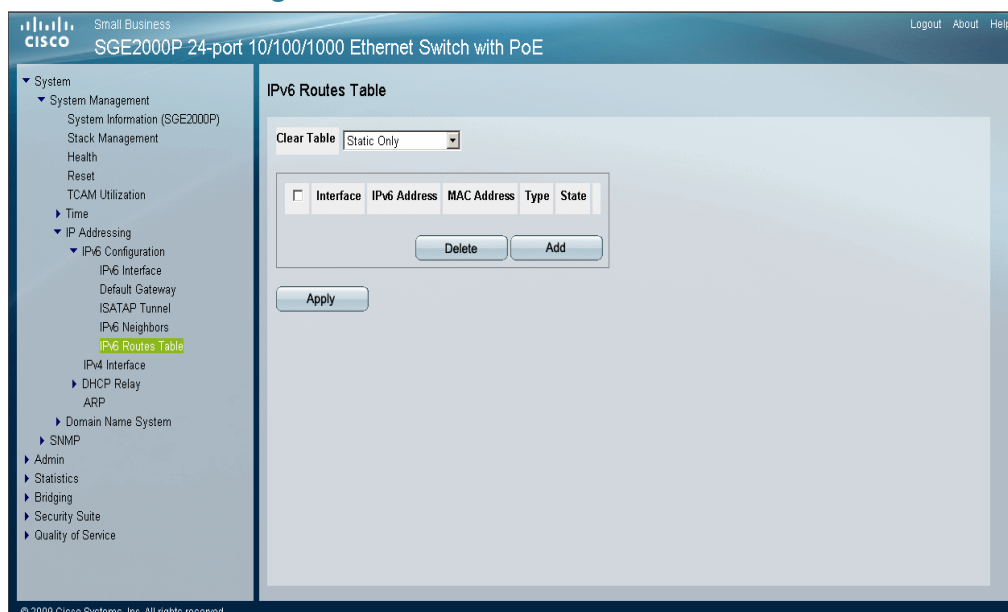 Small Business
Logout About Help
CISCO
SGE2000P 24-port 10/100/1000 Ethernet Switch with PoE
System
System Management
System Information (SGE2000P)
Stack Management
Health
Reset
TCAM Utilization
Time
IP Addressing
IPv6 Configuration
IPv6 Interface
Default Gateway
ISATAP Tunnel
IPv6 Neighbors
IPv6 Routes Table
IPv4 Interface
DHCP Relay
ARP
Domain Name System
SNMP
Admin
Statistics
Bridging
Security Suite
Quality of Service
IPv6 Routes Table
Clear Table Static Only
Interface IPv6 Address MAC Address Type State
Delete Add
Apply
© 2009 Cisco Systems, Inc. All rights reserved.